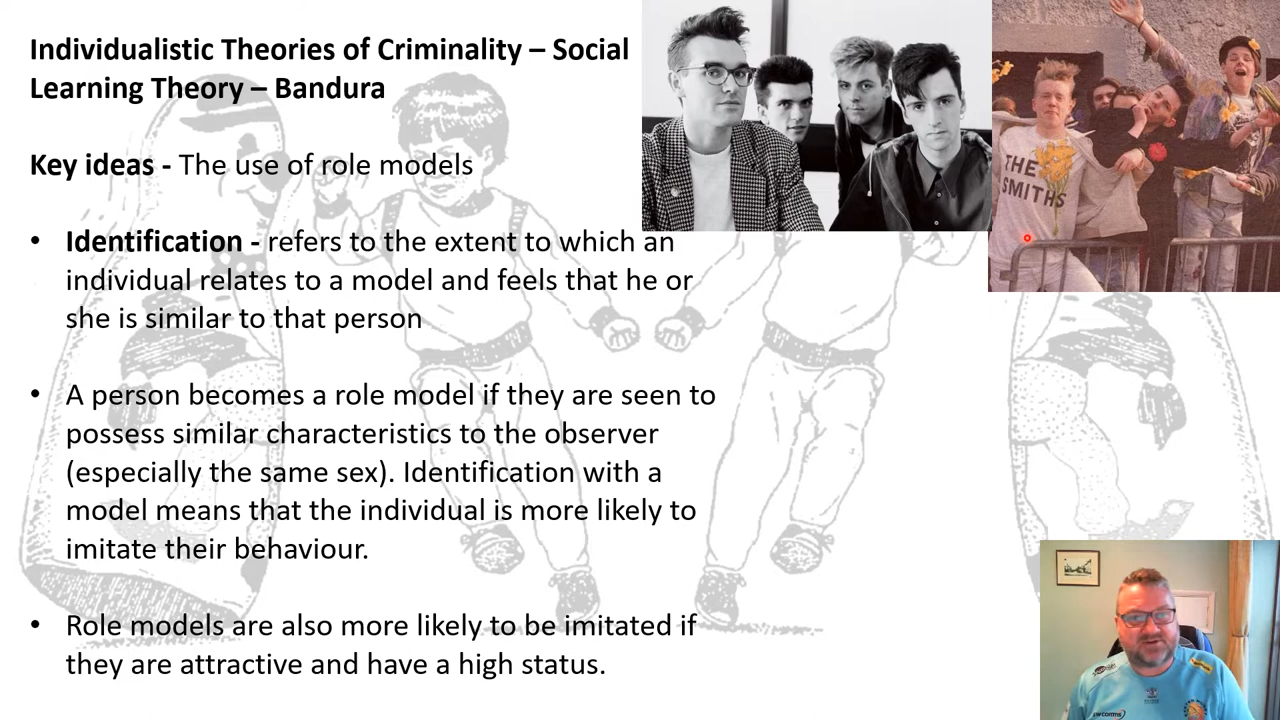 Individualistic Theories of Criminality – Social
Learning Theory – Bandura
Key ideas - The use of role models
• Identification - refers to the extent to which an
individual relates to a model and feels that he or
she is similar to that person
• A person becomes a role model if they are seen to
possess similar characteristics to the observer
(especially the same sex). Identification with a
model means that the individual is more likely to
imitate their behaviour.
• Role models are also more likely to be imitated if
they are attractive and have a high status.
THE
SMITHS